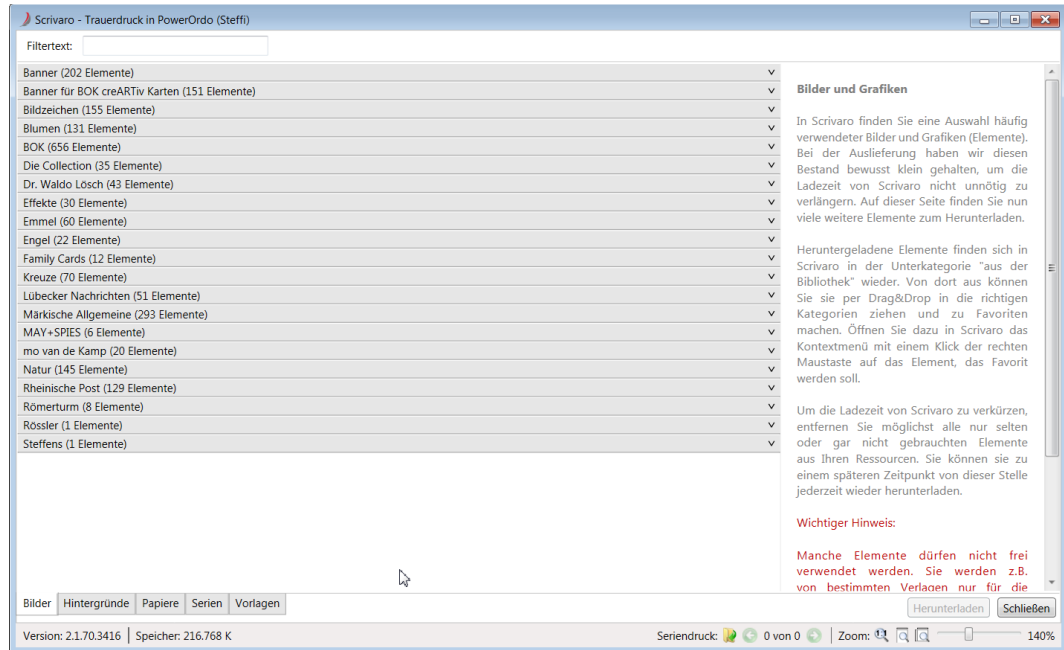 Scrivaro - Trauerdruck in PowerOrdo (Steffi)
Filtertext:
Banner (202 Elemente)
Banner für BOK creARTiv Karten (151 Elemente)
Bildzeichen (155 Elemente)
Blumen (131 Elemente)
BOK (656 Elemente)
Die Collection (35 Elemente)
Dr. Waldo Lösch (43 Elemente)
Effekte (30 Elemente)
Emmel (60 Elemente)
Engel (22 Elemente)
Family Cards (12 Elemente)
Kreuze (70 Elemente)
Lübecker Nachrichten (51 Elemente)
Märkische Allgemeine (293 Elemente)
MAY+SPIES (6 Elemente)
mo van de Kamp (20 Elemente)
Natur (145 Elemente)
Rheinische Post (129 Elemente)
Römerturm (8 Elemente)
Rössler (1 Elemente)
Steffens (1 Elemente)
Bilder und Grafiken
In Scrivaro finden Sie eine Auswahl häufig
verwendeter Bilder und Grafiken (Elemente).
Bei der Auslieferung haben wir diesen
Bestand bewusst klein gehalten, um die
Ladezeit von Scrivaro nicht unnötig zu
verlängern. Auf dieser Seite finden Sie nun
viele weitere Elemente zum Herunterladen.
Heruntergeladene Elemente finden sich in
Scrivaro in der Unterkategorie "aus der
Bibliothek" wieder. Von dort aus können
Sie sie per Drag&Drop in die richtigen
Kategorien ziehen und zu Favoriten
machen. Öffnen Sie dazu in Scrivaro das
Kontextmenü mit einem Klick der rechten
Maustaste auf das Element, das Favorit
werden soll.
Um die Ladezeit von Scrivaro zu verkürzen,
entfernen Sie möglichst alle nur selten
oder gar nicht gebrauchten Elemente
aus Ihren Ressourcen. Sie können sie zu
einem späteren Zeitpunkt von dieser Stelle
jederzeit wieder herunterladen.
Wichtiger Hinweis:
Manche Elemente dürfen nicht frei
verwendet werden. Sie werden z.B.
von bestimmten Verlagen nur für die
Bilder Hintergründe Papiere Serien Vorlagen
Herunterladen Schließen
Version: 2.1.70.3416 Speicher: 216.768 K Seriendruck: 0 von 0 Zoom: 140%